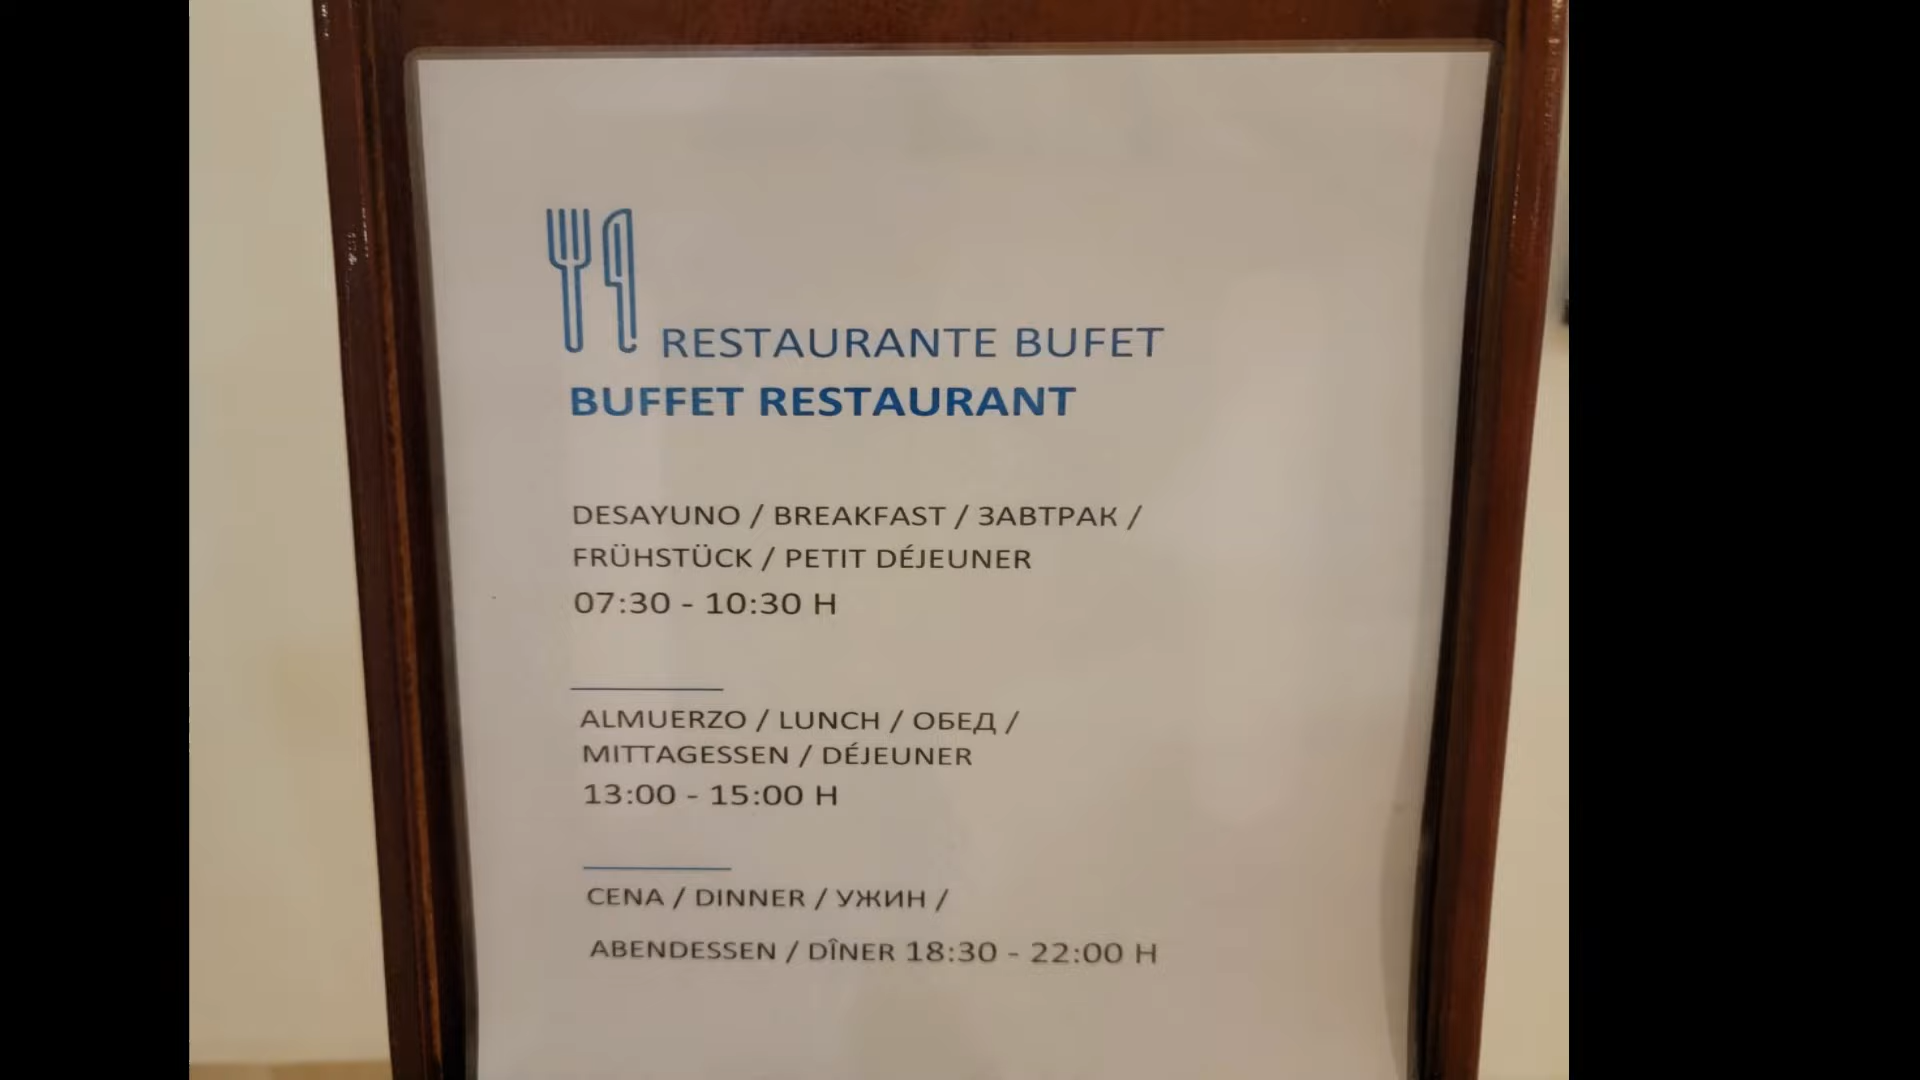 RESTAURANTE BUFET
BUFFET RESTAURANT
DESAYUNO / BREAKFAST / ЗАВТРАК /
FRÜHSTÜCK / PETIT DÉJEUNER
07:30 - 10:30 H
ALMUERZO / LUNCH / ОБЕД /
MITTAGESSEN / DÉJEUNER
13:00 - 15:00 H
CENA / DINNER / УЖИН /
ABENDESSEN / DÎNER 18:30 - 22:00 H